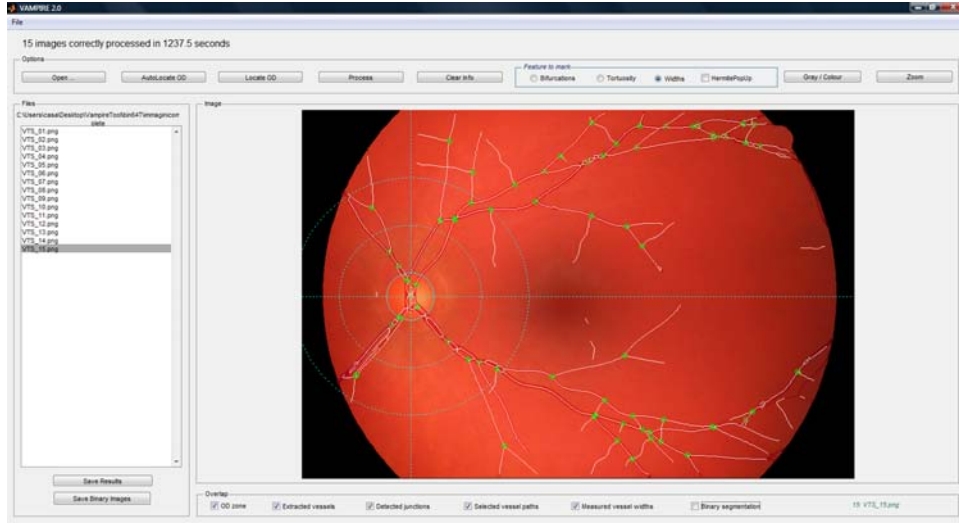 VAMPIRE 2.0
File
15 images correctly processed in 1237.5 seconds
Options
Open ...
AutoLocate OD
Locate OD
Process
Clear Info
Feature to mark
Bifurcations
Tortuosity
Widths
HermitePopUp
Gray / Colour
Zoom
Files
Image
plete
VTS_01.png
VTS_02.png
VTS_03.png
VTS_04.png
VTS_05.png
VTS_06.png
VTS_07.png
VTS_08.png
VTS_09.png
VTS_10.png
VTS_11.png
VTS_12.png
VTS_13.png
VTS_14.png
VTS_15.png
Save Results
Save Binary Images
Overlap
OD zone
Extracted vessels
Detected junctions
Selected vessel paths
Measured vessel widths
Binary segmentation
15 VTS_15.png